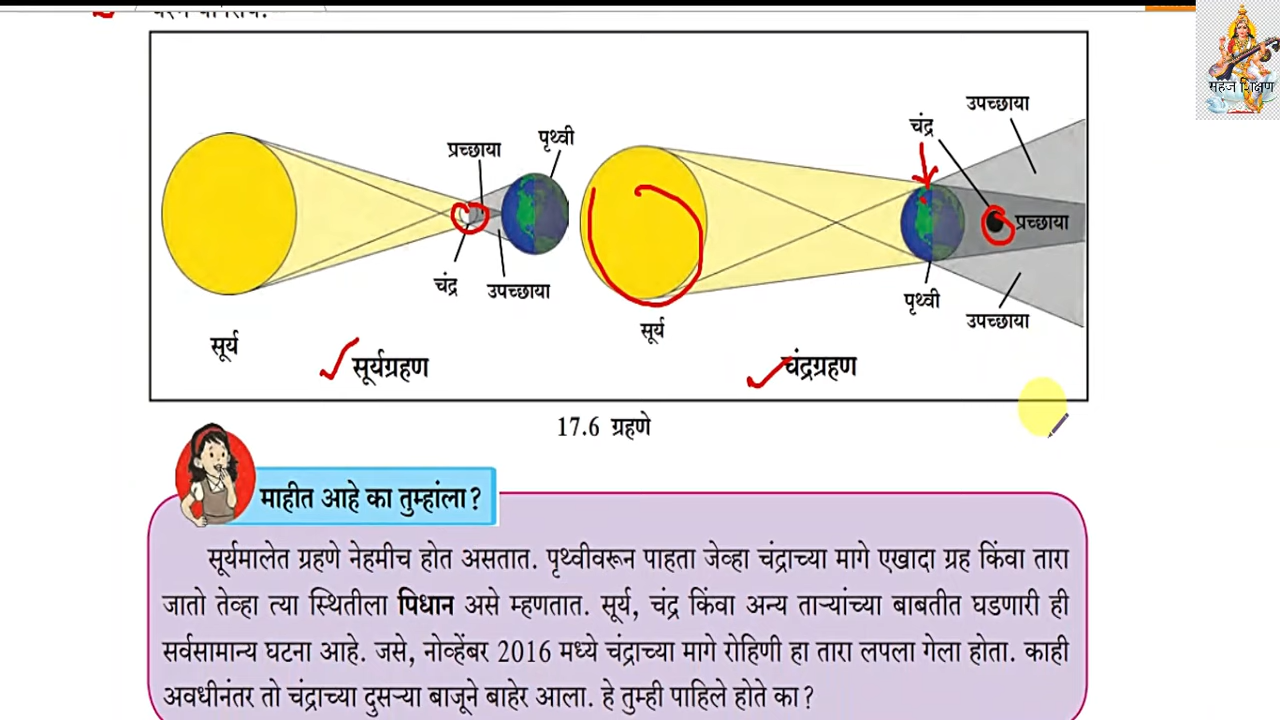 सहज शिक्षण
उपच्छाया
चंद्र
पृथ्वी
प्रच्छाया
प्रच्छाया
चंद्र
उपच्छाया
पृथ्वी
उपच्छाया
सूर्य
सूर्य
सूर्यग्रहण
चंद्रग्रहण
17.6 ग्रहणे
माहीत आहे का तुम्हांला?
सूर्यमालेत ग्रहणे नेहमीच होत असतात. पृथ्वीवरून पाहता जेव्हा चंद्राच्या मागे एखादा ग्रह किंवा तारा
जातो तेव्हा त्या स्थितीला पिधान असे म्हणतात. सूर्य, चंद्र किंवा अन्य ताऱ्यांच्या बाबतीत घडणारी ही
सर्वसामान्य घटना आहे. जसे, नोव्हेंबर 2016 मध्ये चंद्राच्या मागे रोहिणी हा तारा लपला गेला होता. काही
अवधीनंतर तो चंद्राच्या दुसऱ्या बाजूने बाहेर आला. हे तुम्ही पाहिले होते का?